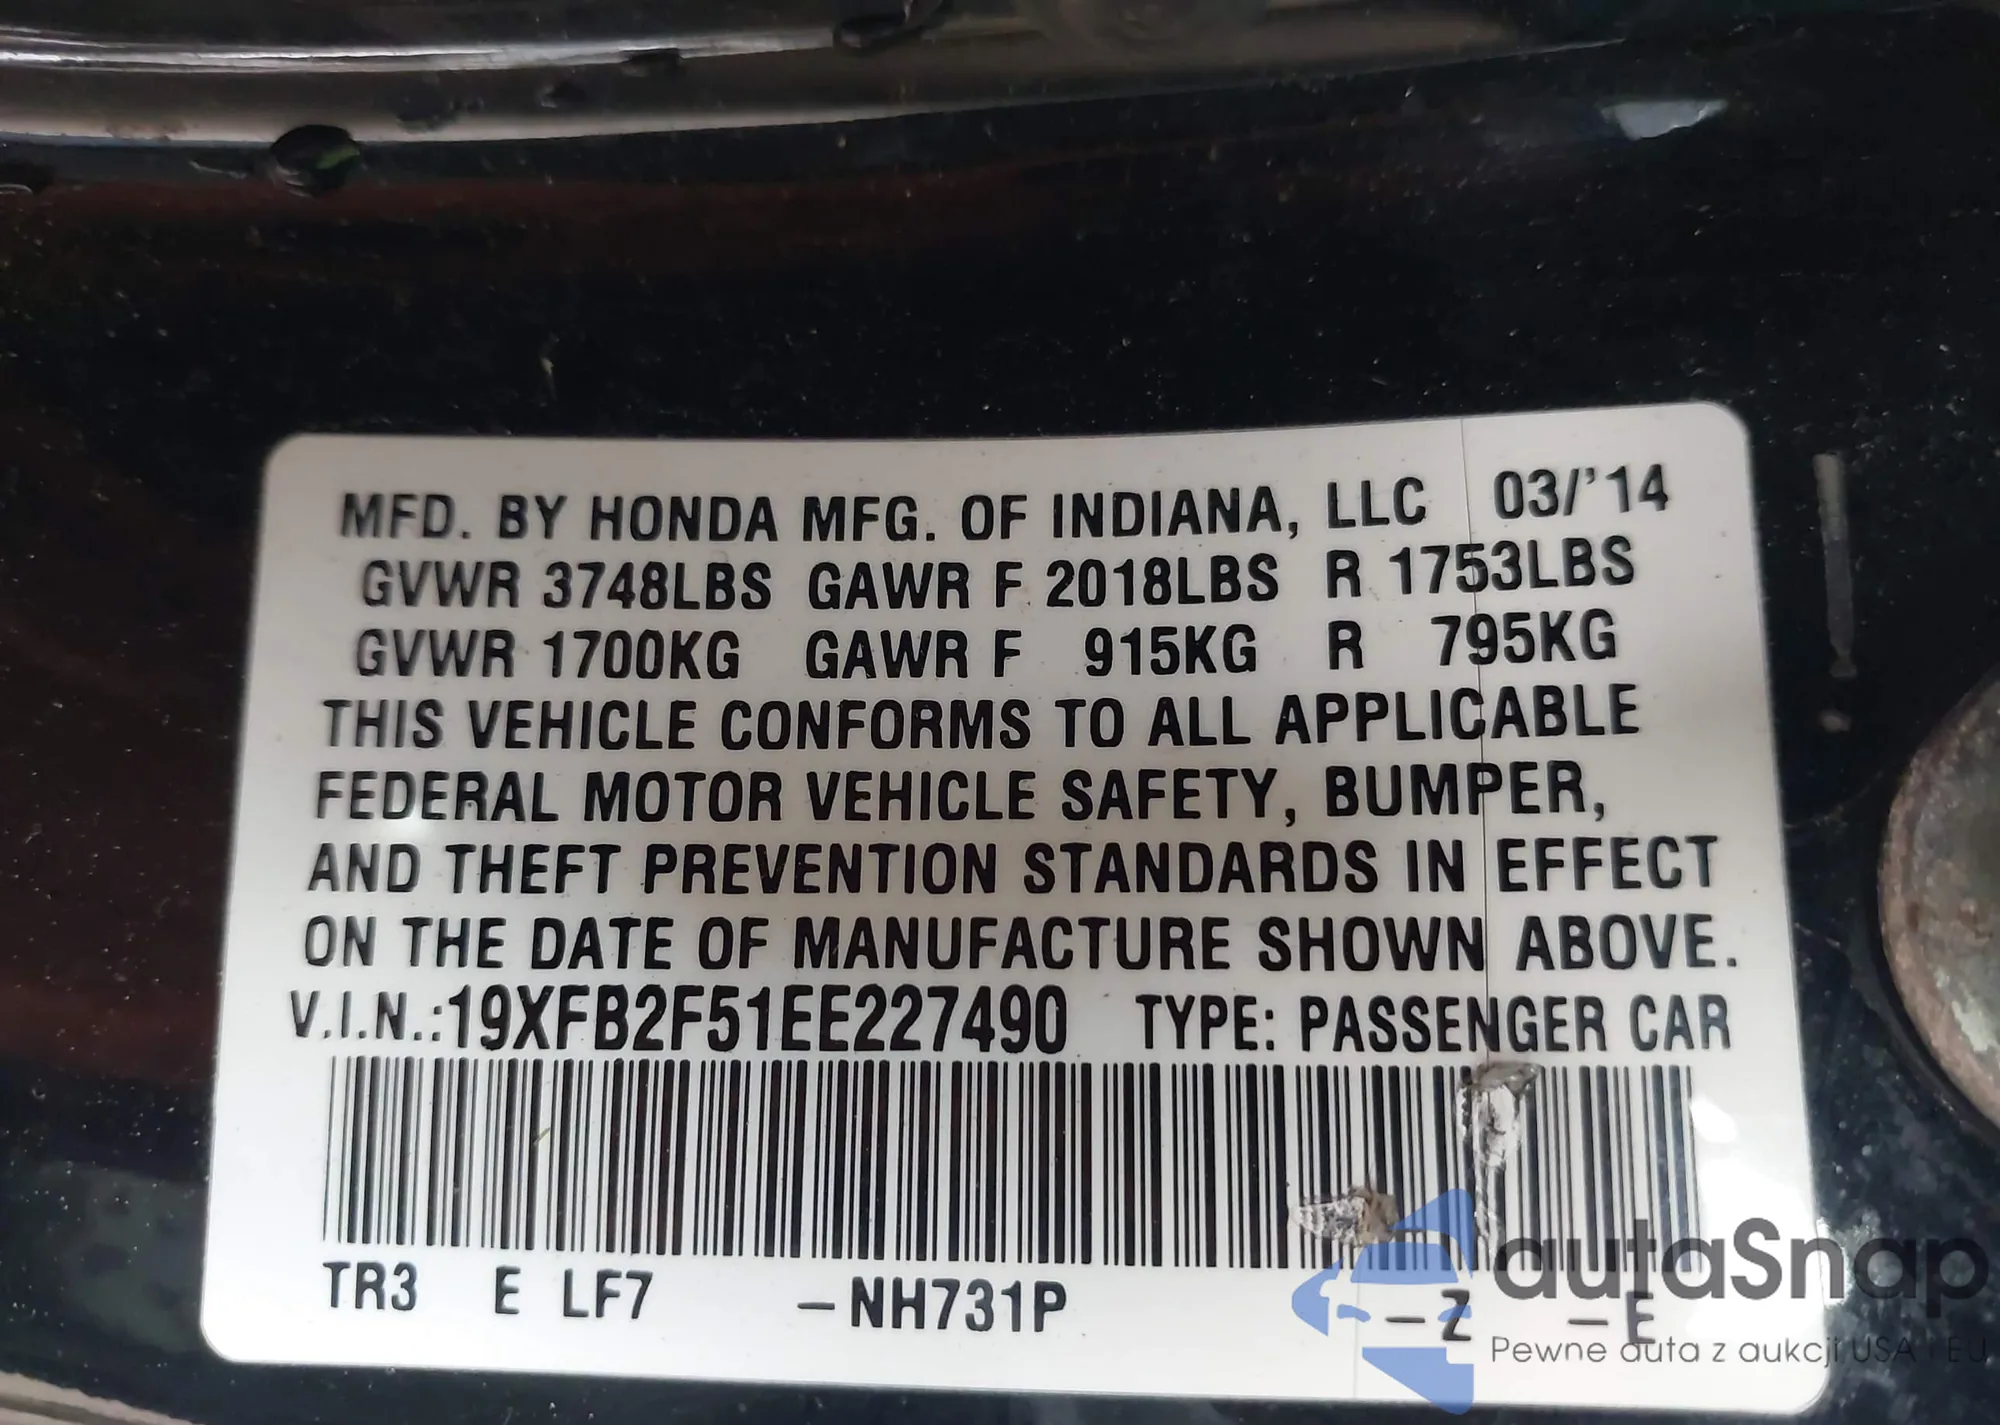 MFD. BY HONDA MFG. OF INDIANA, LLC 03/'14
GVWR 3748LBS GAWR F 2018LBS R 1753LBS
GVWR 1700KG GAWR F 915KG R 795KG
THIS VEHICLE CONFORMS TO ALL APPLICABLE
FEDERAL MOTOR VEHICLE SAFETY, BUMPER,
AND THEFT PREVENTION STANDARDS IN EFFECT
ON THE DATE OF MANUFACTURE SHOWN ABOVE.
V.I.N.:19XFB2F51EE227490 TYPE: PASSENGER CAR
TR3 E LF7 –NH731P –Z –E
autaSnap
Pewne auta z aukcji USA i EU